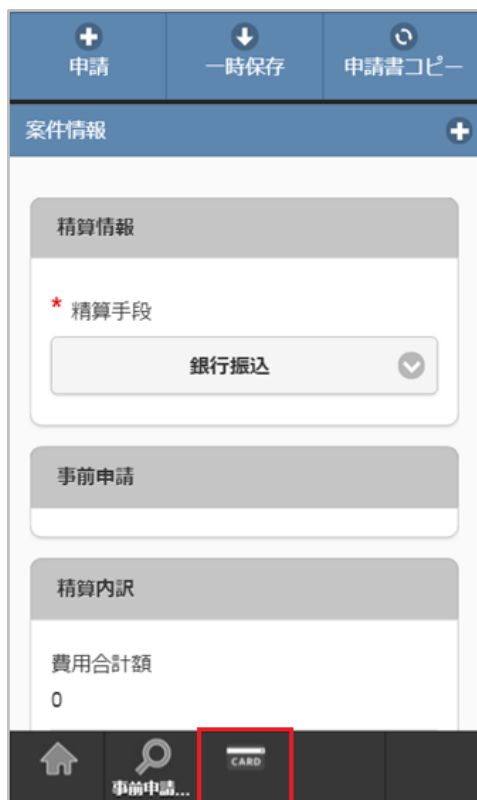 申請
一時保存
申請書コピー
案件情報
精算情報
* 精算手段
銀行振込
事前申請
精算内訳
費用合計額
0
CARD
事前申請...